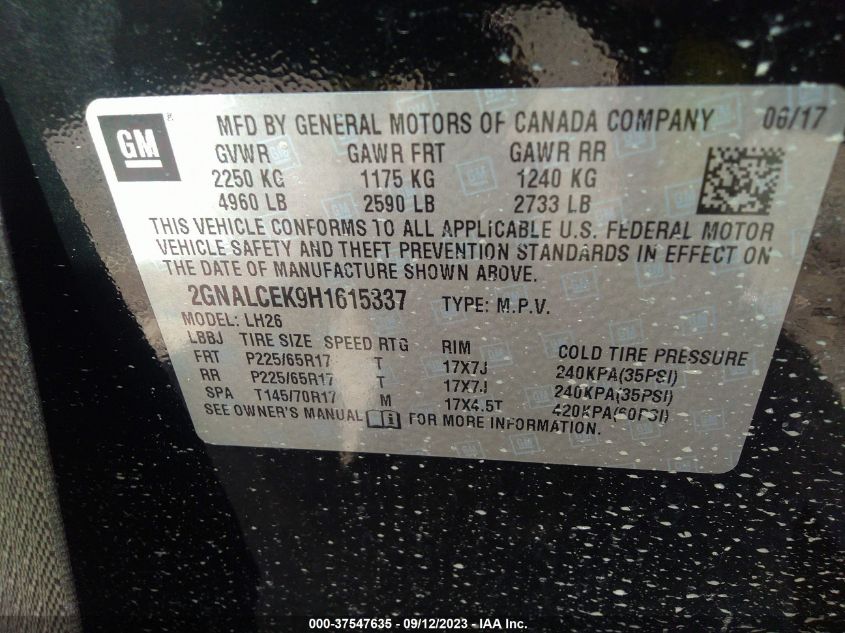 GM
MFD BY GENERAL MOTORS OF CANADA COMPANY 06/17
GVWR GAWR FRT GAWR RR
2250 KG 1175 KG 1240 KG
4960 LB 2590 LB 2733 LB
THIS VEHICLE CONFORMS TO ALL APPLICABLE U.S. FEDERAL MOTOR
VEHICLE SAFETY AND THEFT PREVENTION STANDARDS IN EFFECT ON
THE DATE OF MANUFACTURE SHOWN ABOVE.
2GNALCEK9H1615337 TYPE: M.P.V.
MODEL: LH26
LBBJ TIRE SIZE SPEED RTG RIM COLD TIRE PRESSURE
FRT P225/65R17 T 17X7J 240KPA(35PSI)
RR P225/65R17 T 17X7J 240KPA(35PSI)
SPA T145/70R17 M 17X4.5T 420KPA(60PSI)
SEE OWNER'S MANUAL FOR MORE INFORMATION.
000-37547635 - 09/12/2023 - IAA Inc.